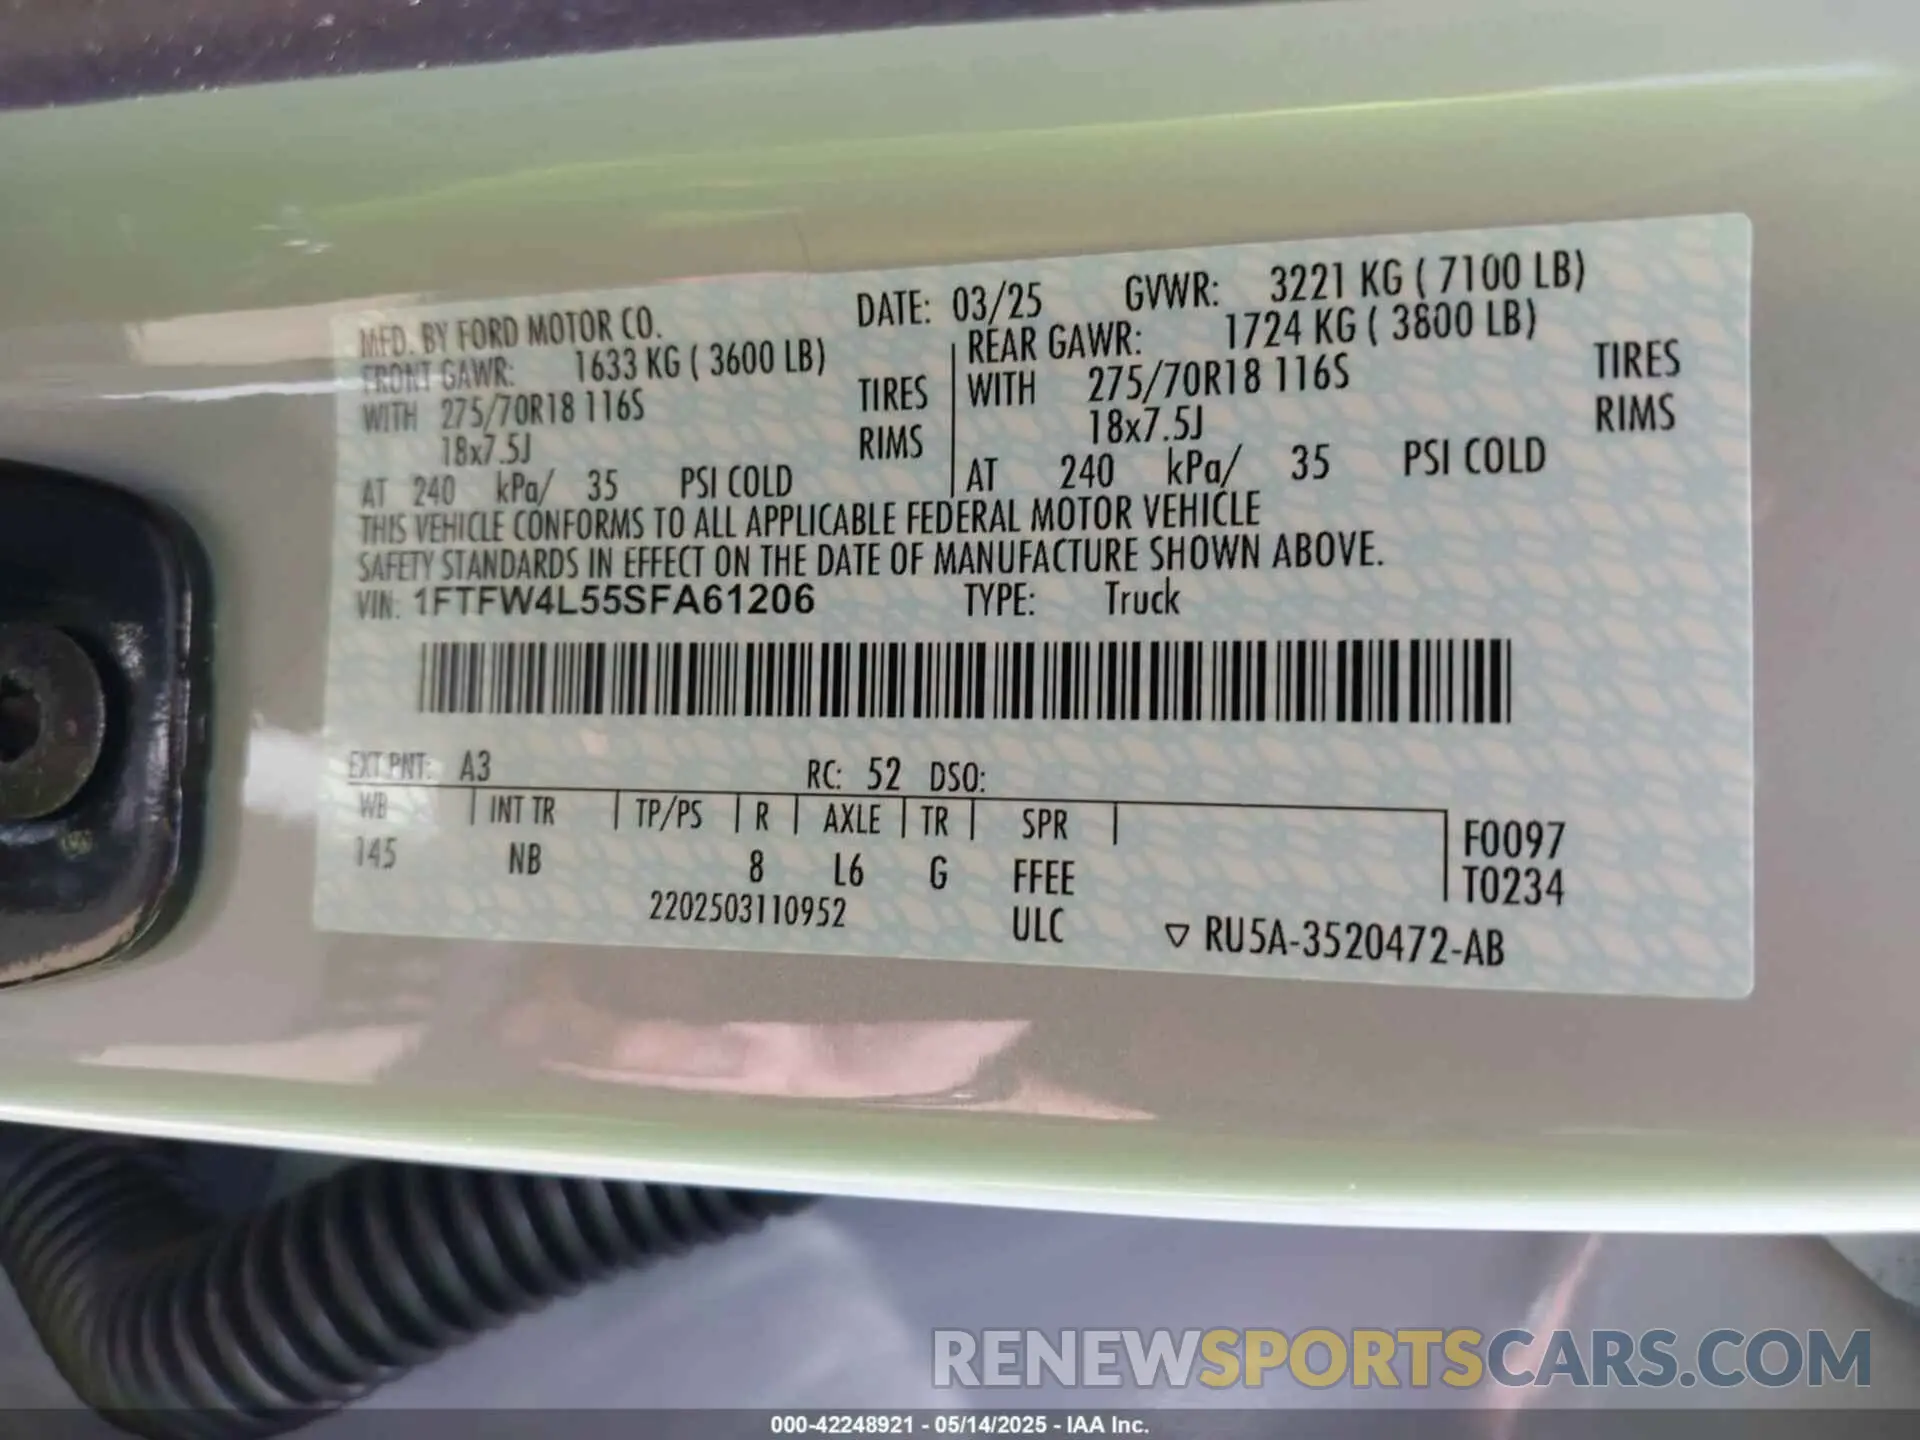 MFD. BY FORD MOTOR CO. DATE: 03/25 GVWR: 3221 KG ( 7100 LB)
FRONT GAWR: 1633 KG ( 3600 LB) REAR GAWR: 1724 KG ( 3800 LB)
WITH 275/70R18 116S TIRES WITH 275/70R18 116S TIRES
18x7.5J RIMS 18x7.5J RIMS
AT 240 kPa/ 35 PSI COLD AT 240 kPa/ 35 PSI COLD
THIS VEHICLE CONFORMS TO ALL APPLICABLE FEDERAL MOTOR VEHICLE
SAFETY STANDARDS IN EFFECT ON THE DATE OF MANUFACTURE SHOWN ABOVE.
VIN: 1FTFW4L55SFA61206 TYPE: Truck
EXT PNT: A3 RC: 52 DSO:
WB INT TR TP/PS R AXLE TR SPR F0097
145 NB 8 L6 G FFEE T0234
2202503110952 ULC ▽ RU5A-3520472-AB
RENEWSPORTSCARS.COM
000-42248921 - 05/14/2025 - IAA Inc.